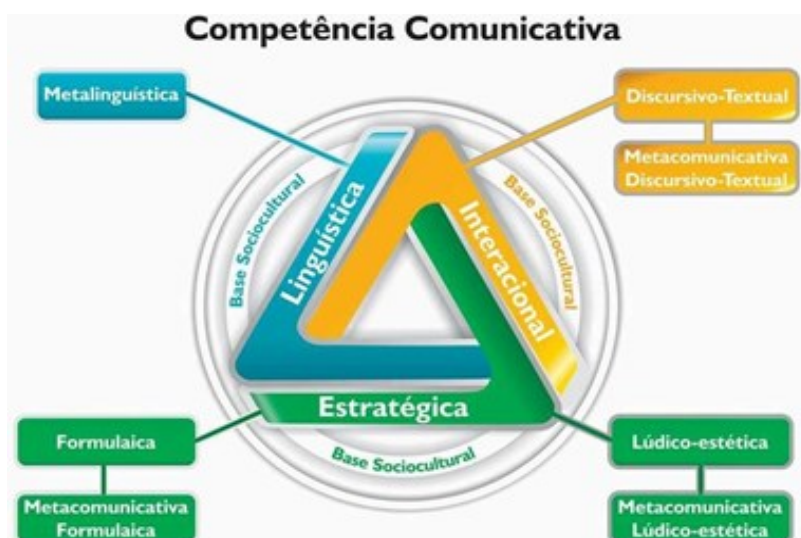 Competência Comunicativa
Metalinguística
Discursivo-Textual
Metacomunicativa
Discursivo-Textual
Base Sociocultural
Linguística
Interacional
Base Sociocultural
Estratégica
Base Sociocultural
Formulaica
Metacomunicativa
Formulaica
Lúdico-estética
Metacomunicativa
Lúdico-estética